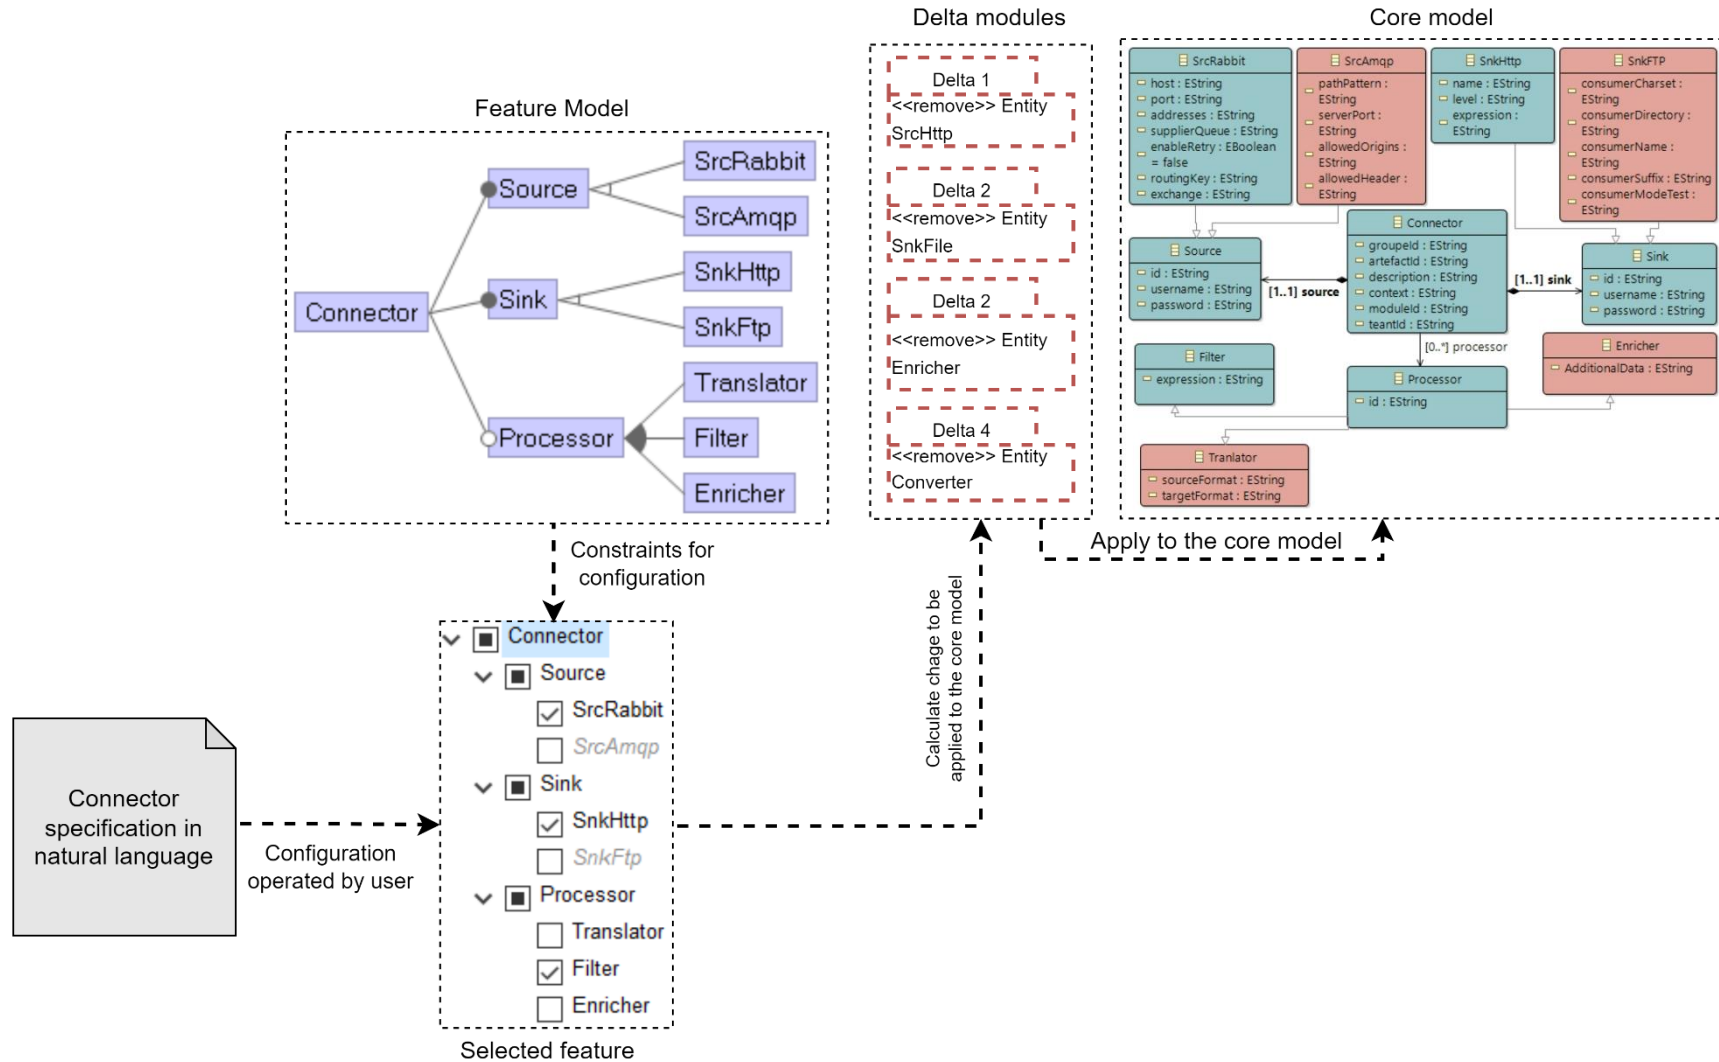 Delta modules
Core model
Feature Model
Connector
Source
SrcRabbit
SrcAmqp
Sink
SnkHttp
SnkFtp
Processor
Translator
Filter
Enricher
Delta 1
<<remove>> Entity
SrcHttp
Delta 2
<<remove>> Entity
SnkFile
Delta 2
<<remove>> Entity
Enricher
Delta 4
<<remove>> Entity
Converter
SrcRabbit
host : EString
port : EString
addresses : EString
supplierQueue : EString
enableRetry : EBoolean
= false
routingKey : EString
exchange : EString
SrcAmqp
pathPattern :
EString
serverPort :
EString
allowedOrigins :
EString
allowedHeader :
EString
SnkHttp
name : EString
level : EString
expression :
EString
SnkFTP
consumerCharset :
EString
consumerDirectory :
EString
consumerName :
EString
consumerSuffix : EString
consumerModeTest :
EString
Source
id : EString
username : EString
password : EString
[1..1] source
Connector
groupeId : EString
artefactId : EString
description : EString
context : EString
moduleId : EString
teantId : EString
[1..1] sink
Sink
id : EString
username : EString
password : EString
[0..*] processor
Filter
expression : EString
Processor
id : EString
Enricher
AdditionalData : EString
Tranlator
sourceFormat : EString
targetFormat : EString
Constraints for
configuration
Apply to the core model
Calculate chage to be
applied to the core model
Connector
specification in
natural language
Configuration
operated by user
Connector
Source
SrcRabbit
SrcAmqp
Sink
SnkHttp
SnkFtp
Processor
Translator
Filter
Enricher
Selected feature